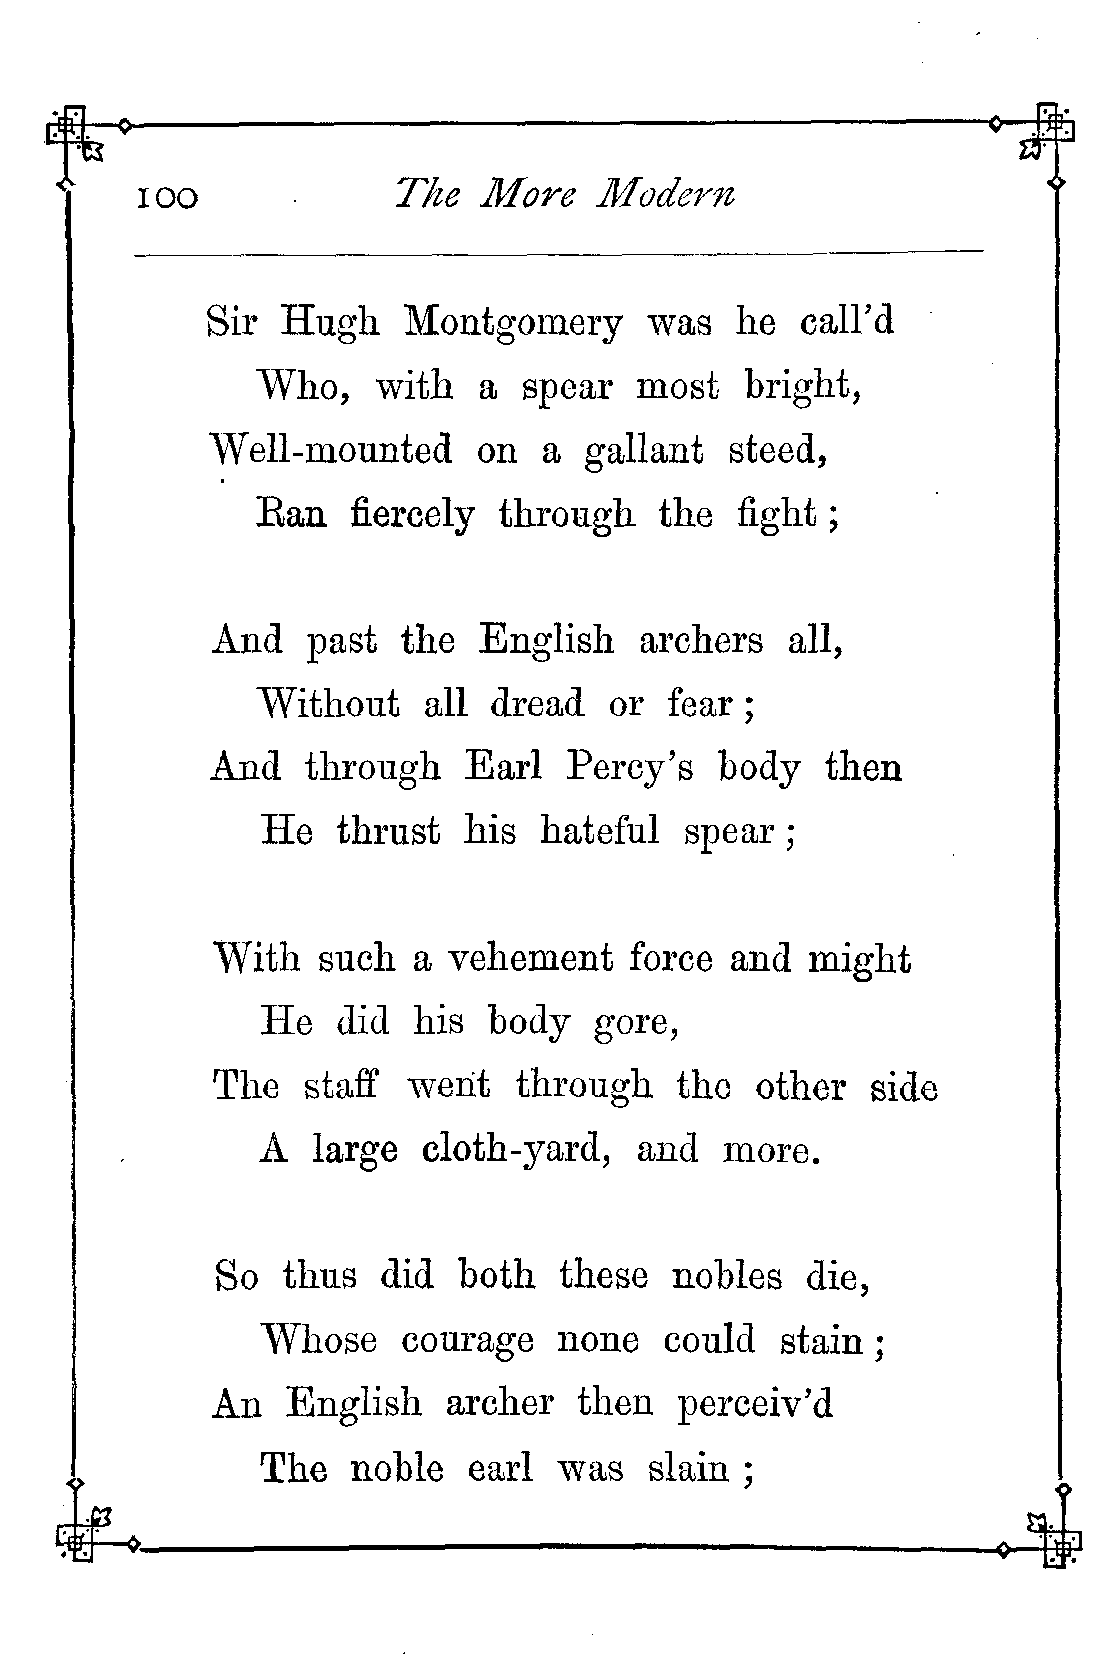 100 The More Modern
Sir Hugh Montgomery was he call'd
Who, with a spear most bright,
Well-mounted on a gallant steed,
Ran fiercely through the fight ;
And past the English archers all,
Without all dread or fear ;
And through Earl Percy's body then
He thrust his hateful spear ;
With such a vehement force and might
He did his body gore,
The staff went through the other side
A large cloth-yard, and more.
So thus did both these nobles die,
Whose courage none could stain ;
An English archer then perceiv'd
The noble earl was slain ;